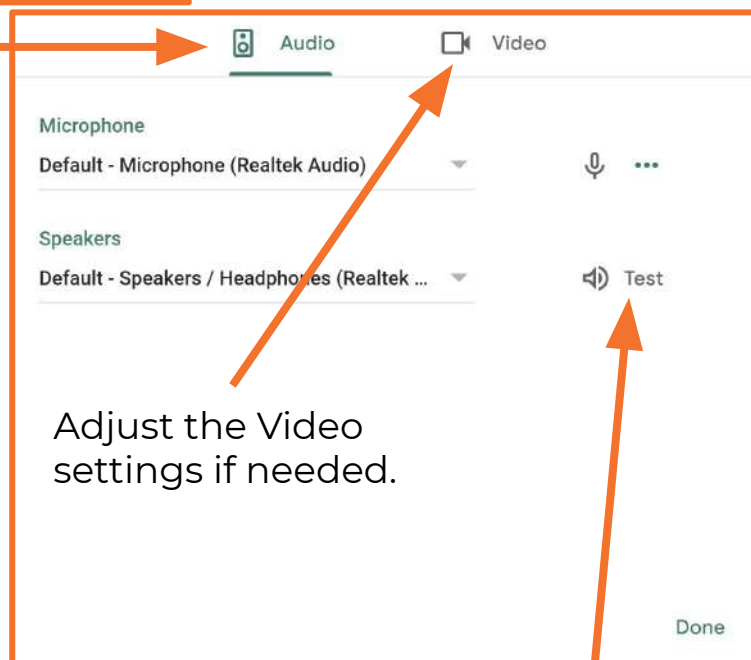 Audio Video
Microphone
Default - Microphone (Realtek Audio)
Speakers
Default - Speakers / Headphones (Realtek ...
Test
Adjust the Video
settings if needed.
Done